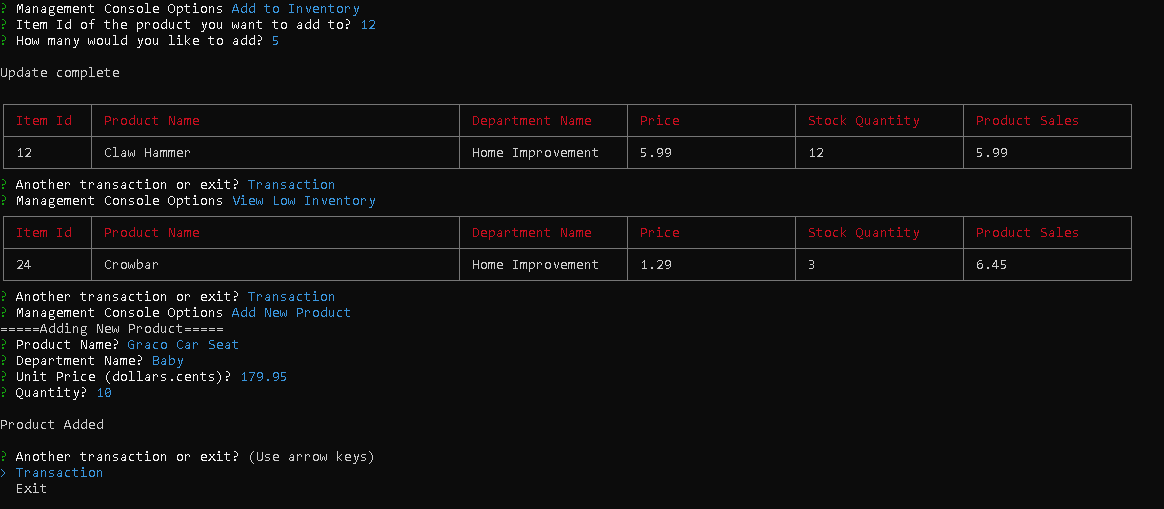 ? Management Console Options Add to Inventory
? Item Id of the product you want to add to? 12
? How many would you like to add? 5
Update complete
Item Id Product Name Department Name Price Stock Quantity Product Sales
12 Claw Hammer Home Improvement 5.99 12 5.99
? Another transaction or exit? Transaction
? Management Console Options View Low Inventory
Item Id Product Name Department Name Price Stock Quantity Product Sales
24 Crowbar Home Improvement 1.29 3 6.45
? Another transaction or exit? Transaction
? Management Console Options Add New Product
=====Adding New Product=====
? Product Name? Graco Car Seat
? Department Name? Baby
? Unit Price (dollars.cents)? 179.95
? Quantity? 10
Product Added
? Another transaction or exit? (Use arrow keys)
> Transaction
Exit